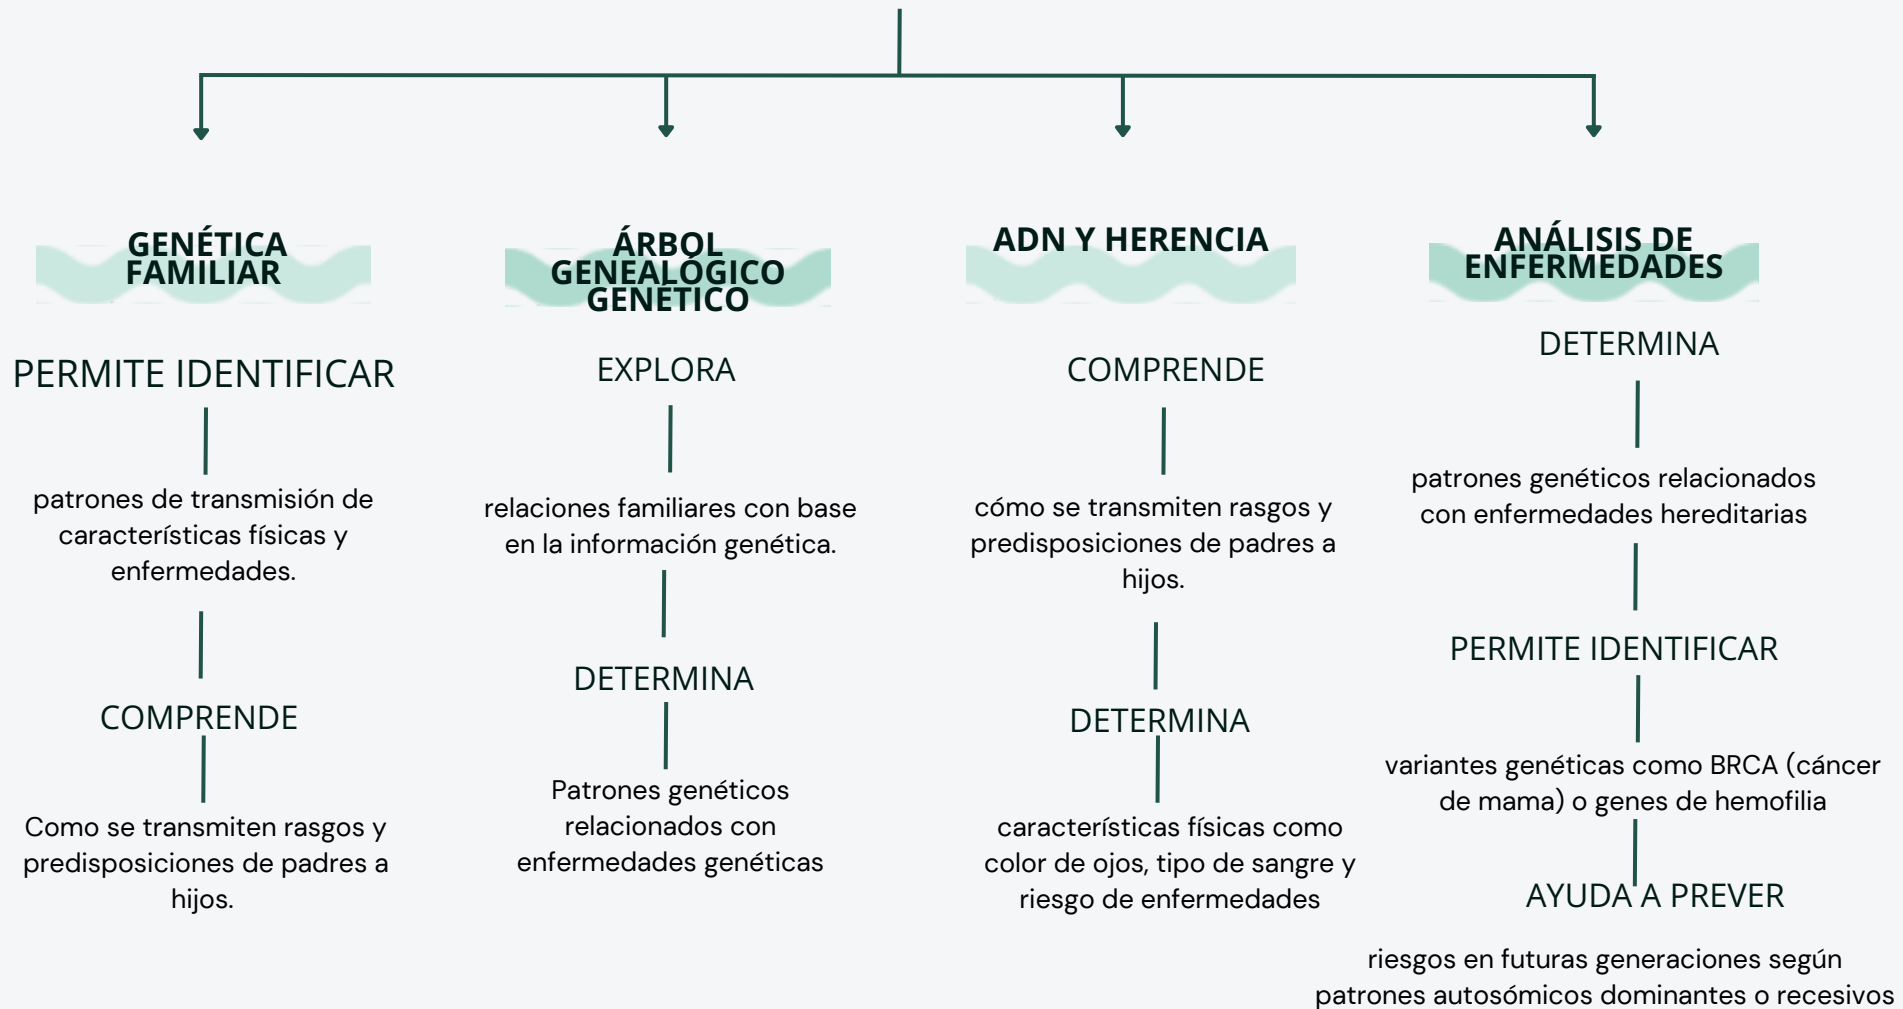 GENÉTICA
FAMILIAR
PERMITE IDENTIFICAR
patrones de transmisión de
características físicas y
enfermedades.
COMPRENDE
Como se transmiten rasgos y
predisposiciones de padres a
hijos.
ÁRBOL
GENEALÓGICO
GENÉTICO
EXPLORA
relaciones familiares con base
en la información genética.
DETERMINA
Patrones genéticos
relacionados con
enfermedades genéticas
ADN Y HERENCIA
COMPRENDE
cómo se transmiten rasgos y
predisposiciones de padres a
hijos.
DETERMINA
características físicas como
color de ojos, tipo de sangre y
riesgo de enfermedades
ANÁLISIS DE
ENFERMEDADES
DETERMINA
patrones genéticos relacionados
con enfermedades hereditarias
PERMITE IDENTIFICAR
variantes genéticas como BRCA (cáncer
de mama) o genes de hemofilia
AYUDA A PREVER
riesgos en futuras generaciones según
patrones autosómicos dominantes o recesivos